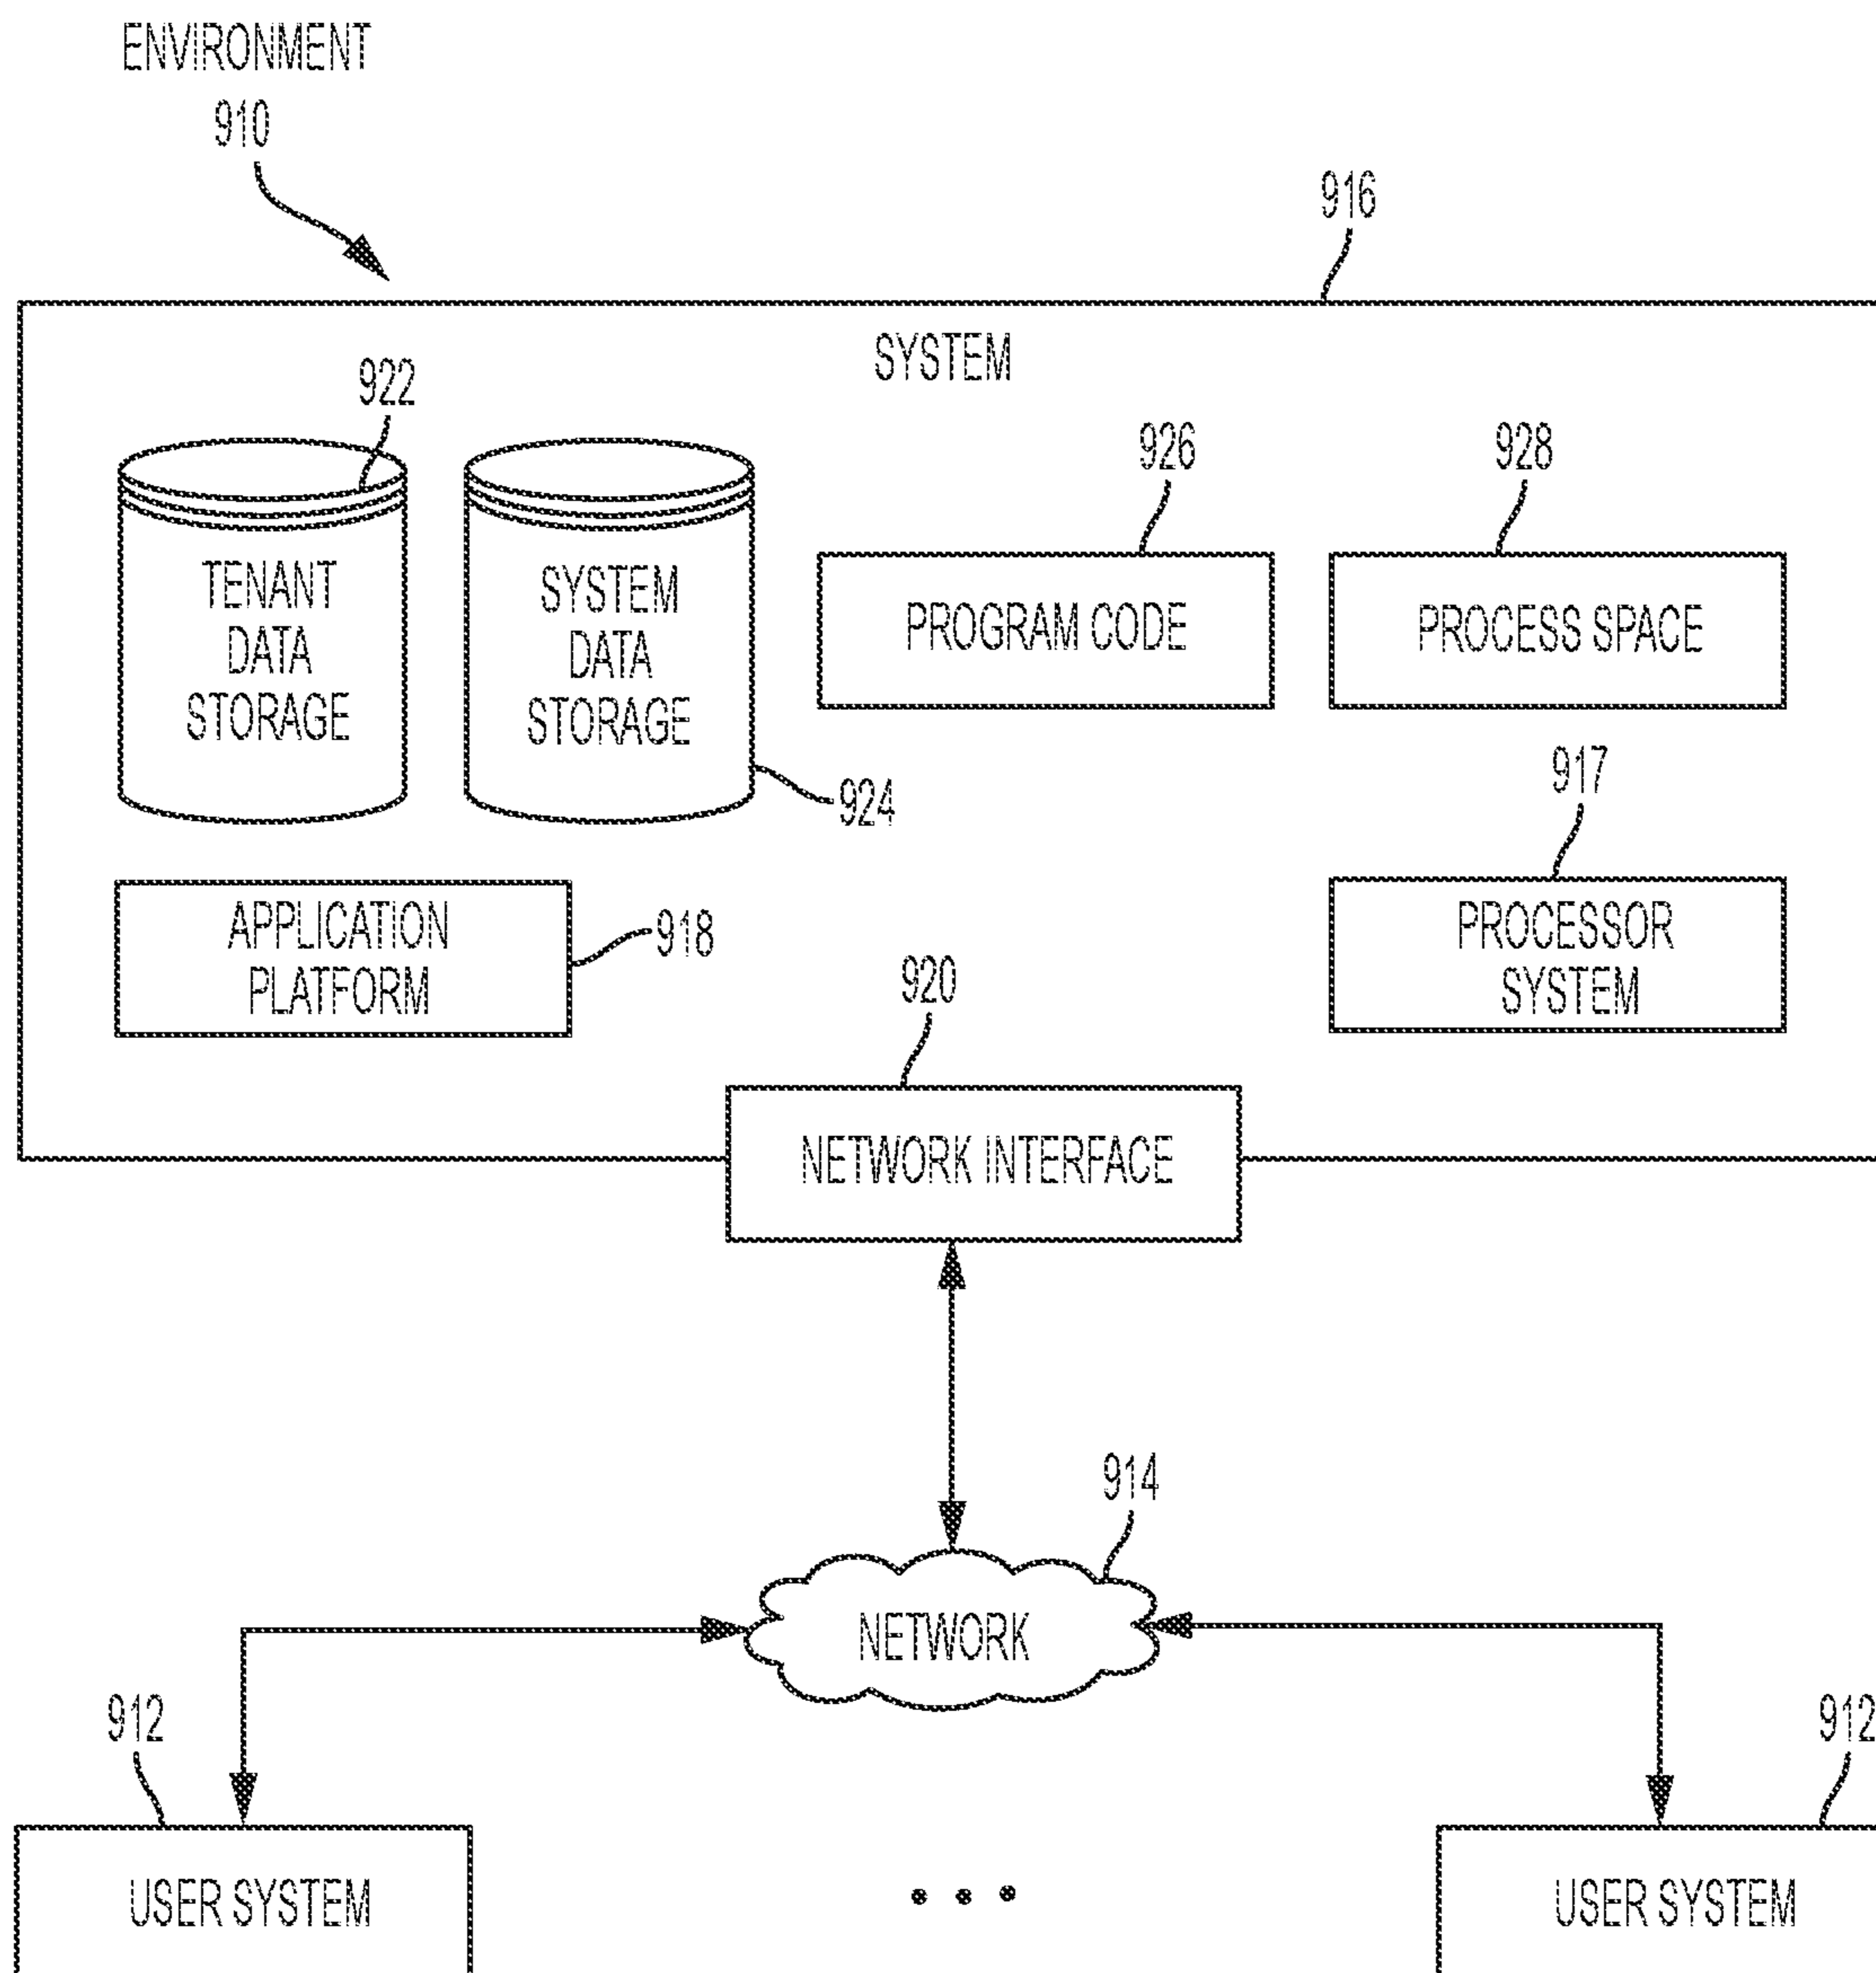 ENVIRONMENT
910
916
SYSTEM
922
926
928
TENANT
DATA
STORAGE
SYSTEM
DATA
STORAGE
PROGRAM CODE
PROCESS SPACE
924
917
APPLICATION
PLATFORM
918
PROCESSOR
SYSTEM
920
NETWORK INTERFACE
914
NETWORK
912
912
USER SYSTEM
USER SYSTEM